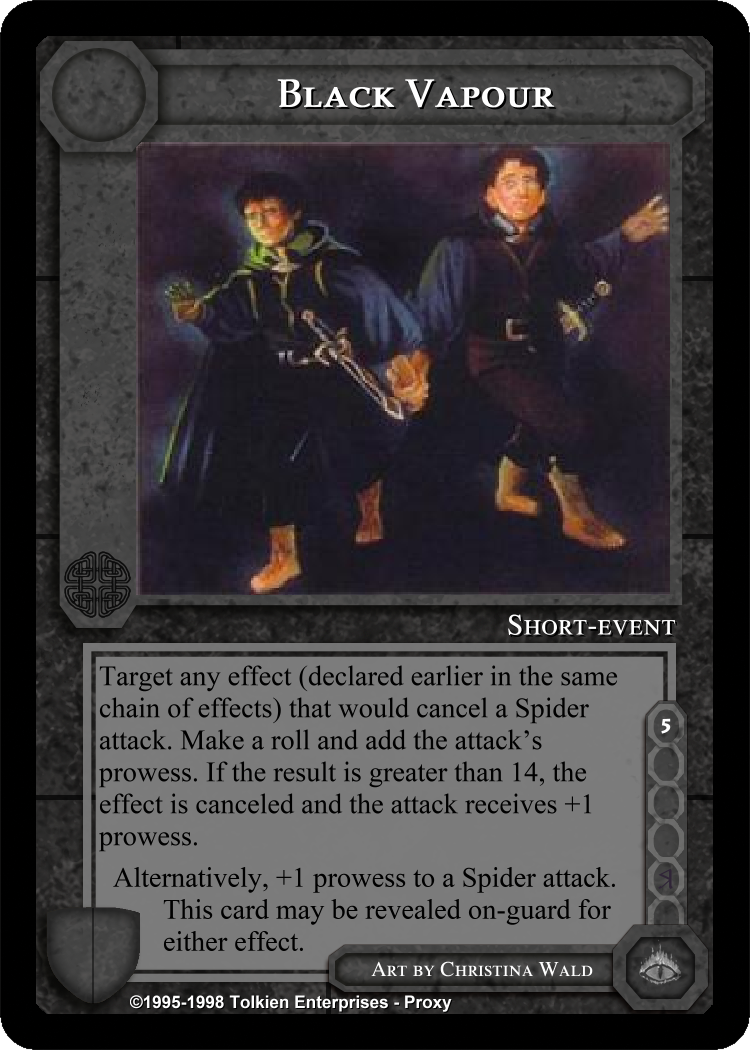 Black Vapour
Short-event
Target any effect (declared earlier in the same
chain of effects) that would cancel a Spider
attack. Make a roll and add the attack's
prowess. If the result is greater than 14, the
effect is canceled and the attack receives +1
prowess.
Alternatively, +1 prowess to a Spider attack.
This card may be revealed on-guard for
either effect.
5
Art by Christina Wald
©1995-1998 Tolkien Enterprises - Proxy